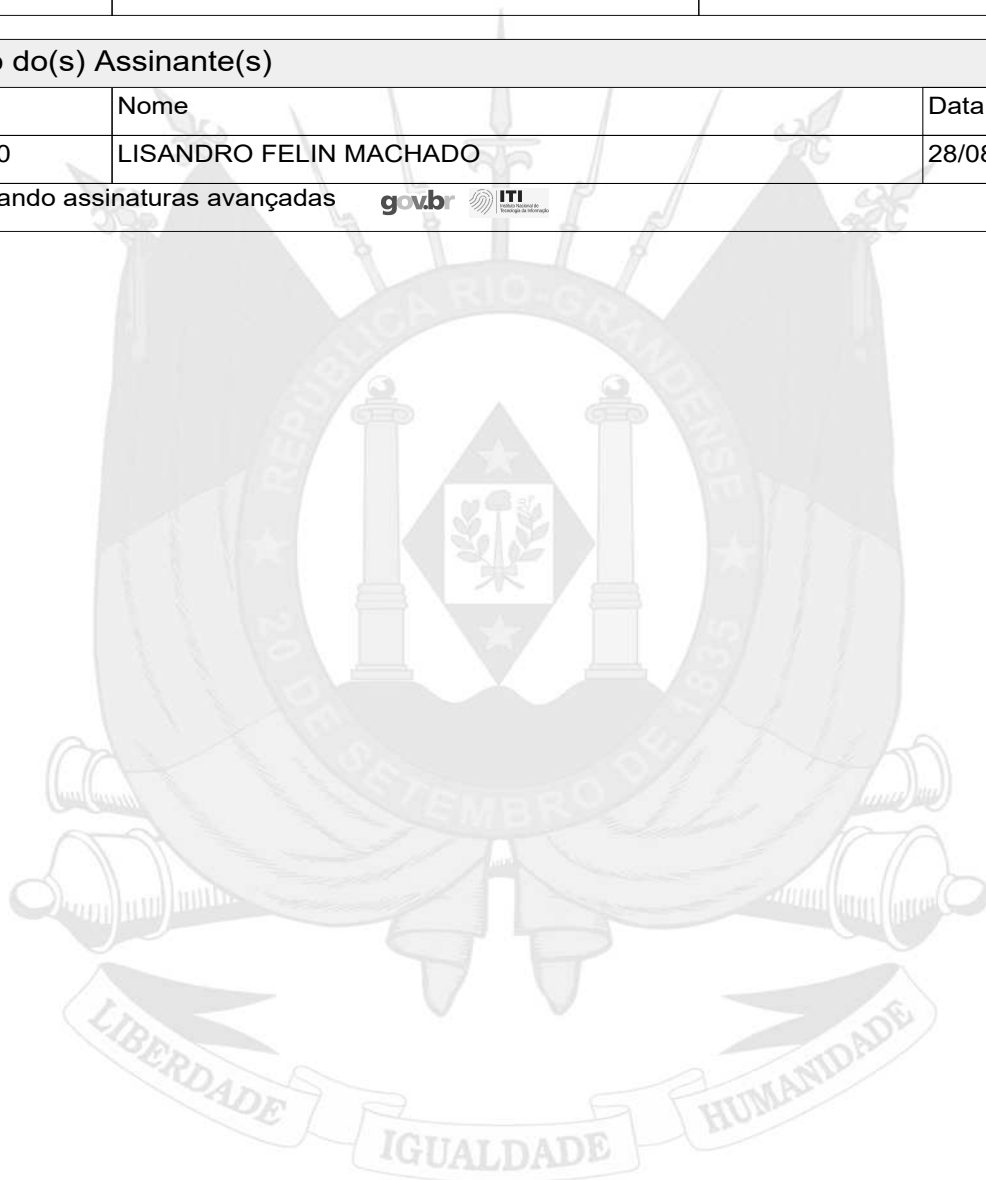 do(s) Assinante(s)
Nome Data
0 LISANDRO FELIN MACHADO 28/08
ando assinaturas avançadas gov.br ITI
REPUBLICA RIO-GRANDENSE
20 DE SETEMBRO DE 1835
LIBERDADE
IGUALDADE
HUMANIDADE